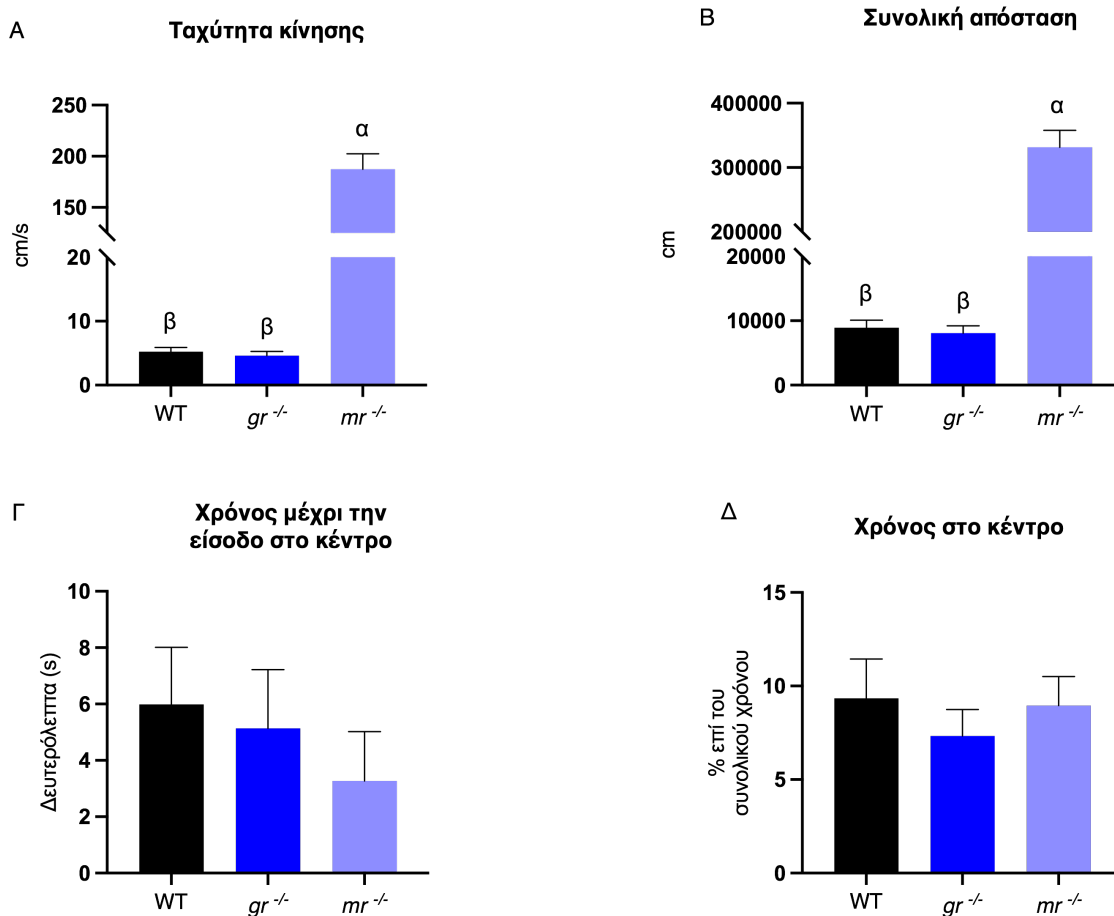 Α
Ταχύτητα κίνησης
cm/s
250
200
150
20
10
0
β
β
α
WT
gr -/-
mr -/-
Β
Συνολική απόσταση
cm
400000
300000
200000
20000
10000
0
β
β
α
WT
gr -/-
mr -/-
Γ
Χρόνος μέχρι την
είσοδο στο κέντρο
Δευτερόλεπτα (s)
10
8
6
4
2
0
WT
gr -/-
mr -/-
Δ
Χρόνος στο κέντρο
% επί του
συνολικού χρόνου
15
10
5
0
WT
gr -/-
mr -/-